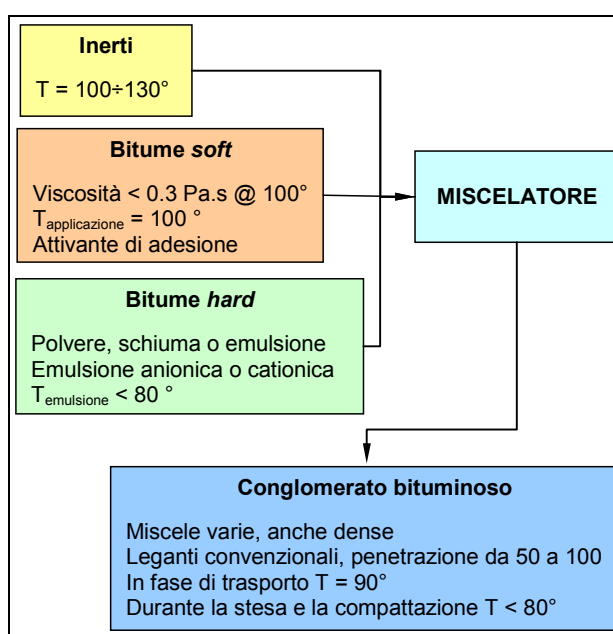 Inerti
T = 100÷130°
Bitume soft
Viscosità < 0.3 Pa.s @ 100°
Tapplicazione = 100 °
Attivante di adesione
MISCELATORE
Bitume hard
Polvere, schiuma o emulsione
Emulsione anionica o cationica
Temulsione < 80 °
Conglomerato bituminoso
Miscele varie, anche dense
Leganti convenzionali, penetrazione da 50 a 100
In fase di trasporto T = 90°
Durante la stesa e la compattazione T < 80°